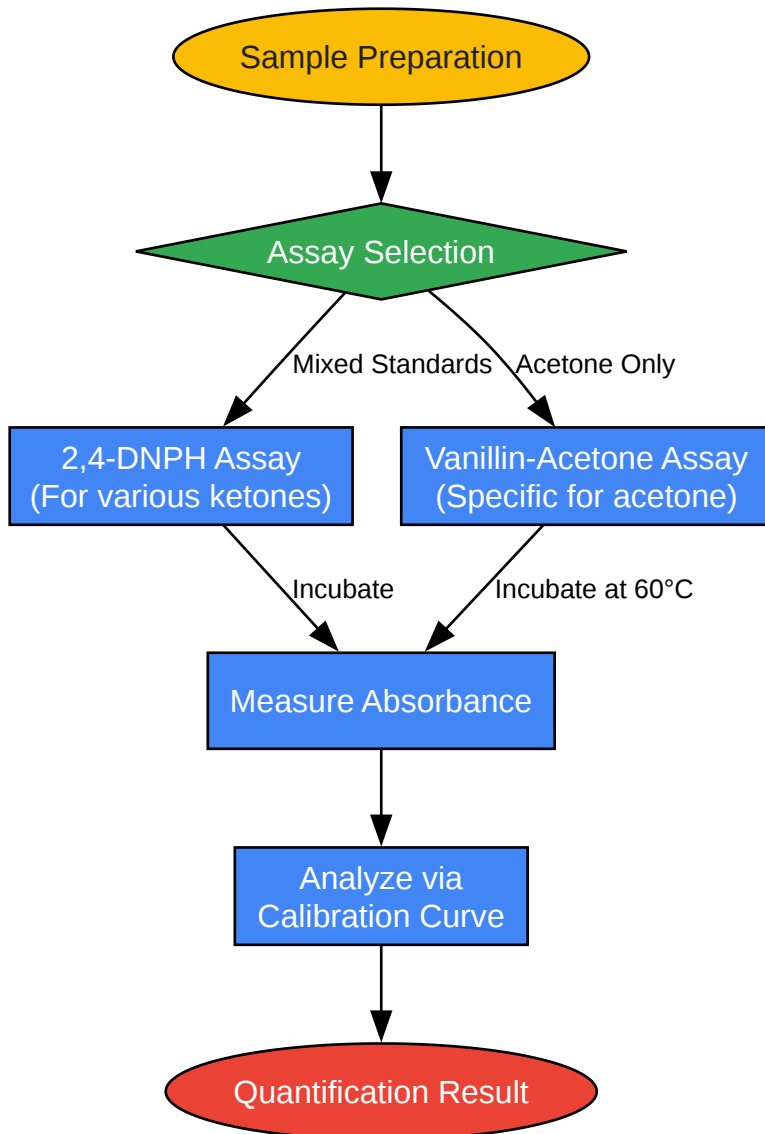 Sample Preparation
Assay Selection
Mixed Standards
Acetone Only
2,4-DNPH Assay
(For various ketones)
Vanillin-Acetone Assay
(Specific for acetone)
Incubate
Incubate at 60°C
Measure Absorbance
Analyze via
Calibration Curve
Quantification Result